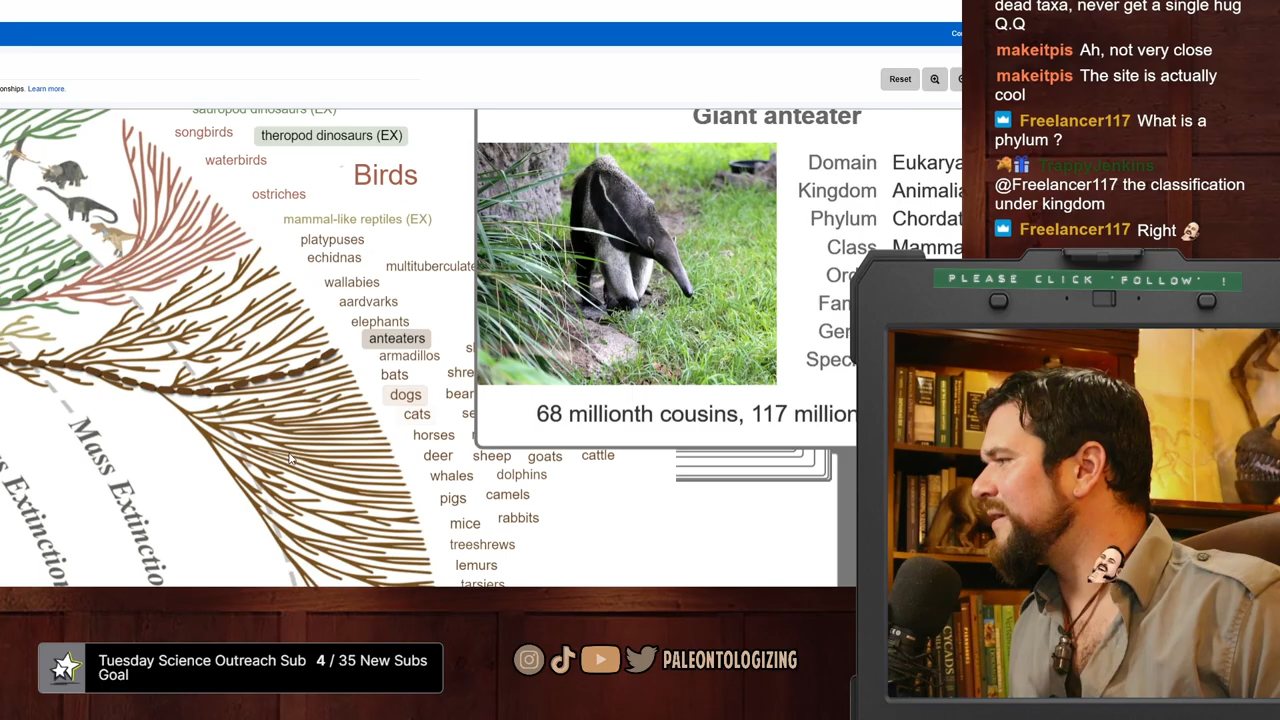 Reset
Learn more.
sauropod dinosaurs (EX)
songbirds
theropod dinosaurs (EX)
waterbirds
Birds
ostriches
mammal-like reptiles (EX)
platypuses
echidnas
wallabies
aardvarks
elephants
anteaters
armadillos
bats
dogs
cats
horses
deer sheep goats cattle
whales dolphins
pigs camels
mice rabbits
treeshrews
lemurs
tarsiers
Mass
Giant anteater
Domain
Kingdom
Phylum
Class
68 millionth cousins, 117
dead taxa, never get a single hug
Q.Q
makeitpis Ah, not very close
makeitpis The site is actually
cool
Freelancer117 What is a
phylum ?
TrappyJenkins
@Freelancer117 the classification
under kingdom
Freelancer117 Right
PLEASE CLICK 'FOLLOW' !
CYCADS
Tuesday Science Outreach Sub 4 / 35 New Subs
Goal
PALEONTOLOGIZING